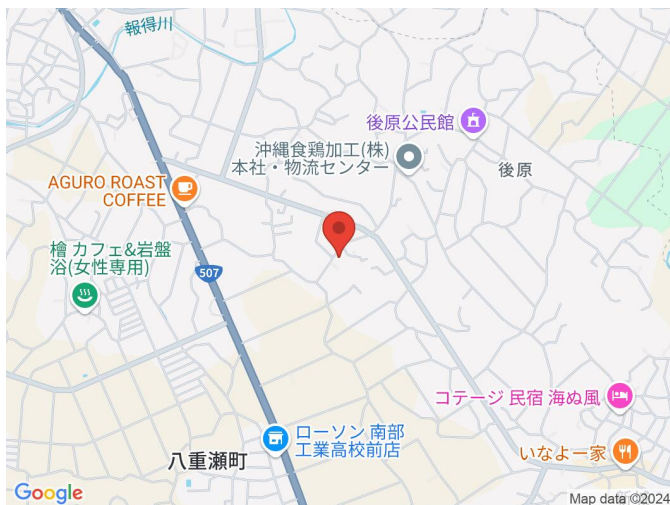 報得川
後原公民館
沖縄食鶏加工(株)
本社・物流センター
後原
AGURO ROAST
COFFEE
檜 カフェ&岩盤
浴(女性専用)
507
コテージ 民宿 海ぬ風
ローソン 南部
工業高校前店
八重瀬町
いなよー家
Google
Map data ©2024